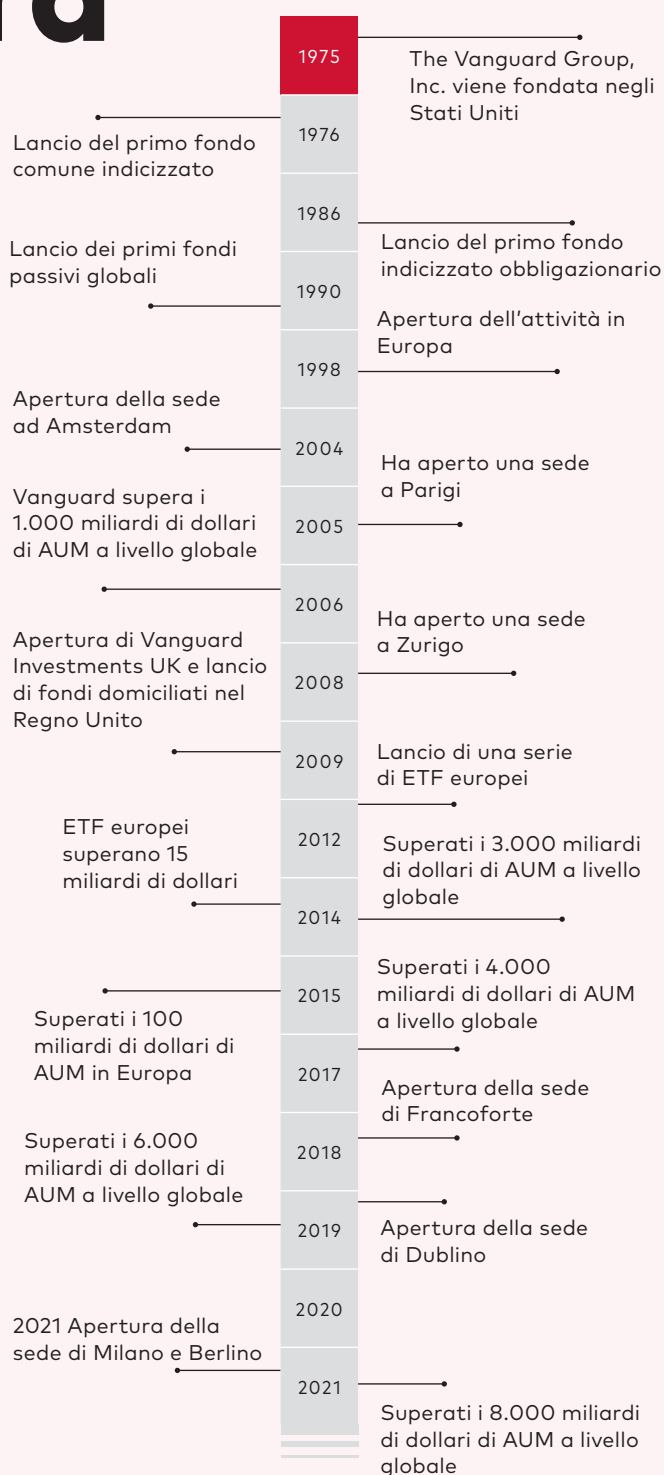 1975
The Vanguard Group,
Inc. viene fondata negli
Stati Uniti
1976
Lancio del primo fondo
comune indicizzato
1986
Lancio del primo fondo
indicizzato obbligazionario
Lancio dei primi fondi
passivi globali
1990
Apertura dell'attività in
Europa
1998
Apertura della sede
ad Amsterdam
2004
Ha aperto una sede
a Parigi
2005
Vanguard supera i
1.000 miliardi di dollari
di AUM a livello globale
2006
Ha aperto una sede
a Zurigo
2008
Apertura di Vanguard
Investments UK e lancio
di fondi domiciliati nel
Regno Unito
2009
Lancio di una serie
di ETF europei
2012
ETF europei
superano 15
miliardi di dollari
2014
Superati i 3.000 miliardi
di dollari di AUM a livello
globale
2015
Superati i 100
miliardi di dollari di
AUM in Europa
Superati i 4.000
miliardi di dollari di AUM
a livello globale
2017
Apertura della sede
di Francoforte
2018
Superati i 6.000
miliardi di dollari di
AUM a livello globale
2019
Apertura della sede
di Dublino
2020
2021 Apertura della
sede di Milano e Berlino
2021
Superati i 8.000 miliardi
di dollari di AUM a livello
globale